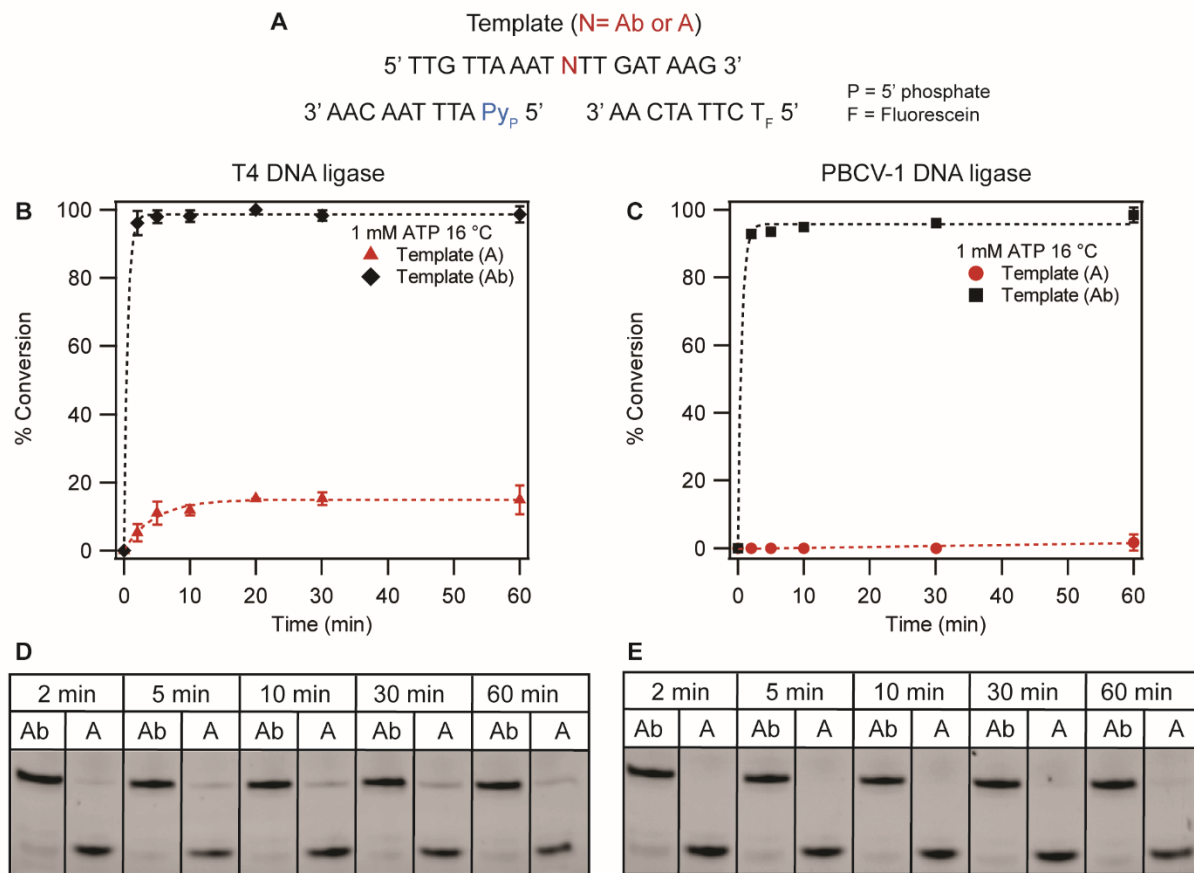 A
Template (N= Ab or A)
5' TTG TTA AAT NTT GAT AAG 3'
3' AAC AAT TTA PyP 5' 3' AA CTA TTC TF 5'
P = 5' phosphate
F = Fluorescein
T4 DNA ligase
B
100
80
60
40
20
0
% Conversion
1 mM ATP 16 °C
Template (A)
Template (Ab)
0 10 20 30 40 50 60
Time (min)
PBCV-1 DNA ligase
C
100
80
60
40
20
0
% Conversion
1 mM ATP 16 °C
Template (A)
Template (Ab)
0 10 20 30 40 50 60
Time (min)
D
2 min 5 min 10 min 30 min 60 min
Ab A Ab A Ab A Ab A Ab A
E
2 min 5 min 10 min 30 min 60 min
Ab A Ab A Ab A Ab A Ab A